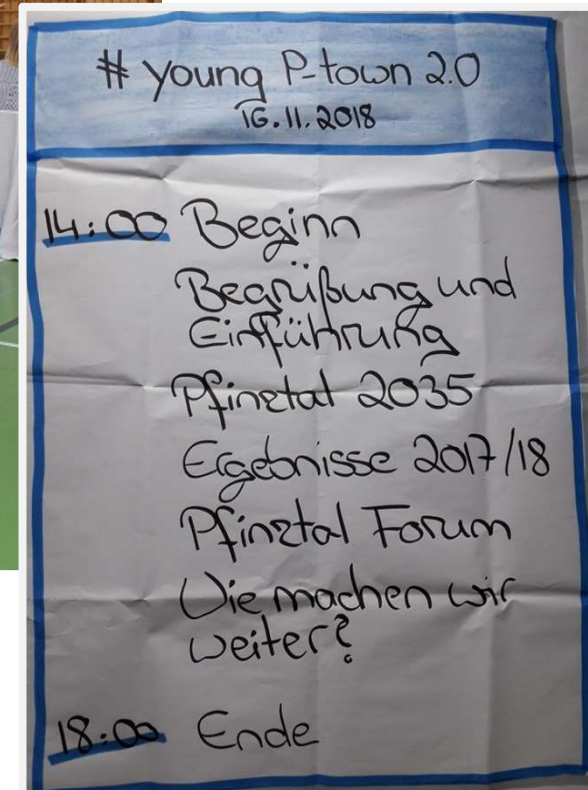 # young P-town 2.0
16.11.2018
14:00 Beginn
Begrüßung und
Einführung
Pfinztal 2035
Ergebnisse 2017/18
Pfinztal Forum
Wie machen wir
weiter?
18:00 Ende